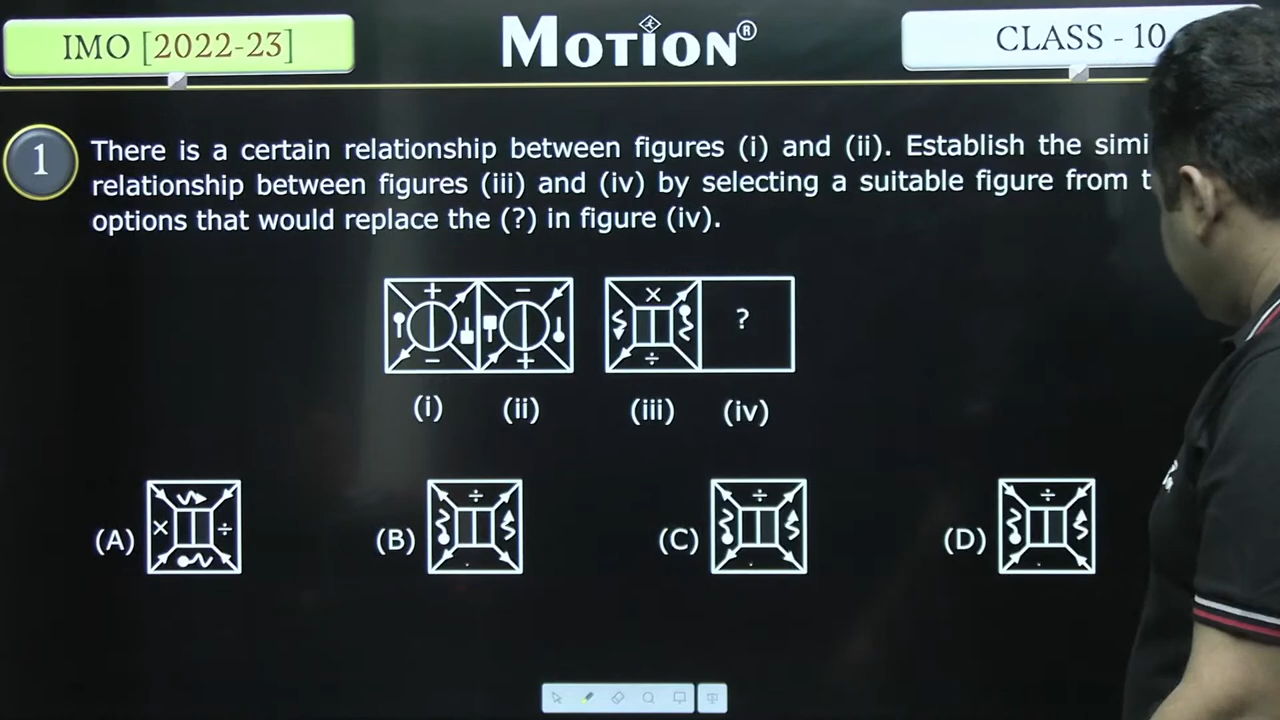 IMO [2022-23]
MOTION®
CLASS - 10
1
There is a certain relationship between figures (i) and (ii). Establish the simi
relationship between figures (iii) and (iv) by selecting a suitable figure from t
options that would replace the (?) in figure (iv).
+ − × ?
− + ÷
(i) (ii) (iii) (iv)
(A) × ÷ (B) ÷ (C) ÷ (D) ÷